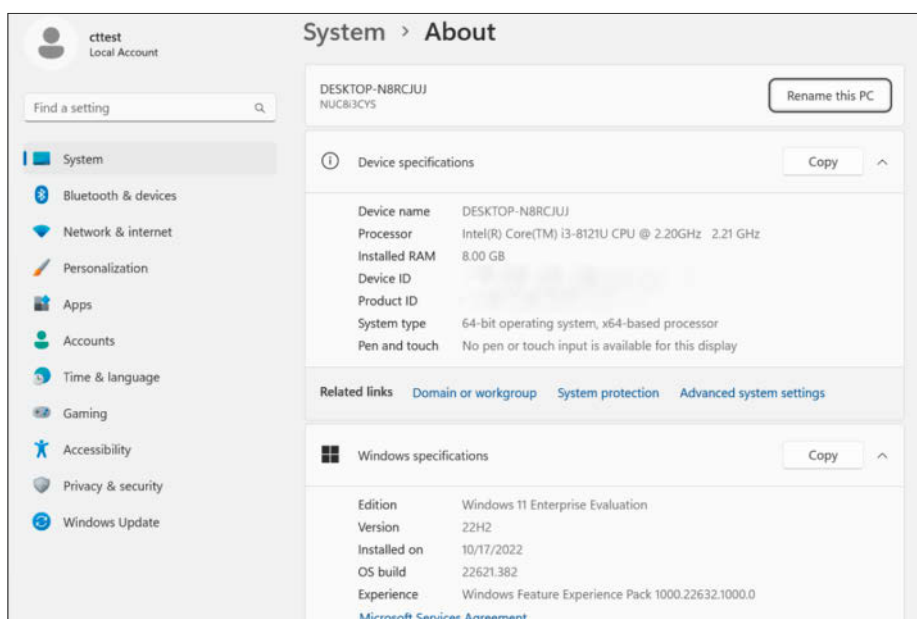 cttest
Local Account
Find a setting
System
Bluetooth & devices
Network & internet
Personalization
Apps
Accounts
Time & language
Gaming
Accessibility
Privacy & security
Windows Update
System > About
DESKTOP-N8RCJUJ
NUC8i3CYS
Rename this PC
Device specifications
Copy
Device name DESKTOP-N8RCJUJ
Processor Intel(R) Core(TM) i3-8121U CPU @ 2.20GHz 2.21 GHz
Installed RAM 8.00 GB
Device ID
Product ID
System type 64-bit operating system, x64-based processor
Pen and touch No pen or touch input is available for this display
Related links Domain or workgroup System protection Advanced system settings
Windows specifications
Copy
Edition Windows 11 Enterprise Evaluation
Version 22H2
Installed on 10/17/2022
OS build 22621.382
Experience Windows Feature Experience Pack 1000.22632.1000.0
Microsoft Services Agreement